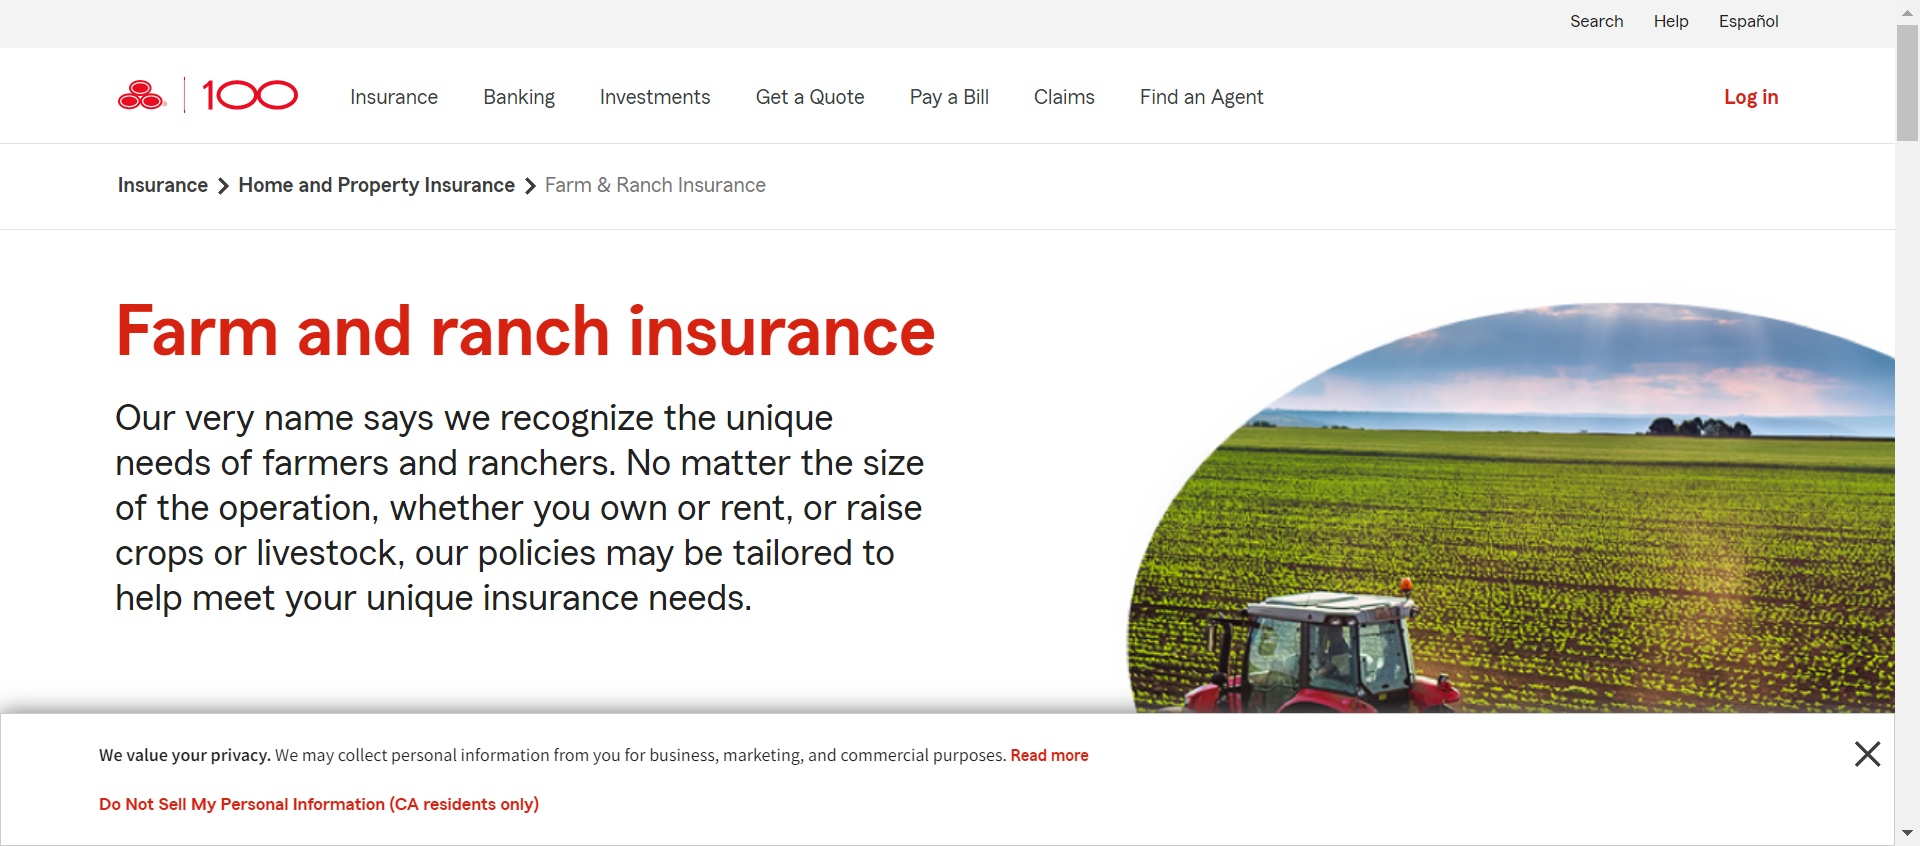 Search Help Español
100 Insurance Banking Investments Get a Quote Pay a Bill Claims Find an Agent Log in
Insurance Home and Property Insurance Farm & Ranch Insurance
Farm and ranch insurance
Our very name says we recognize the unique
needs of farmers and ranchers. No matter the size
of the operation, whether you own or rent, or raise
crops or livestock, our policies may be tailored to
help meet your unique insurance needs.
We value your privacy. We may collect personal information from you for business, marketing, and commercial purposes. Read more
Do Not Sell My Personal Information (CA residents only)